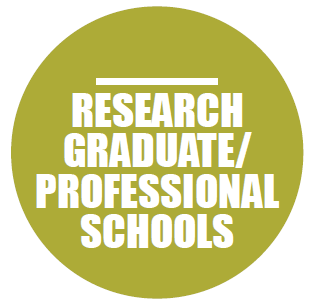 RESEARCH
GRADUATE/
PROFESSIONAL
SCHOOLS